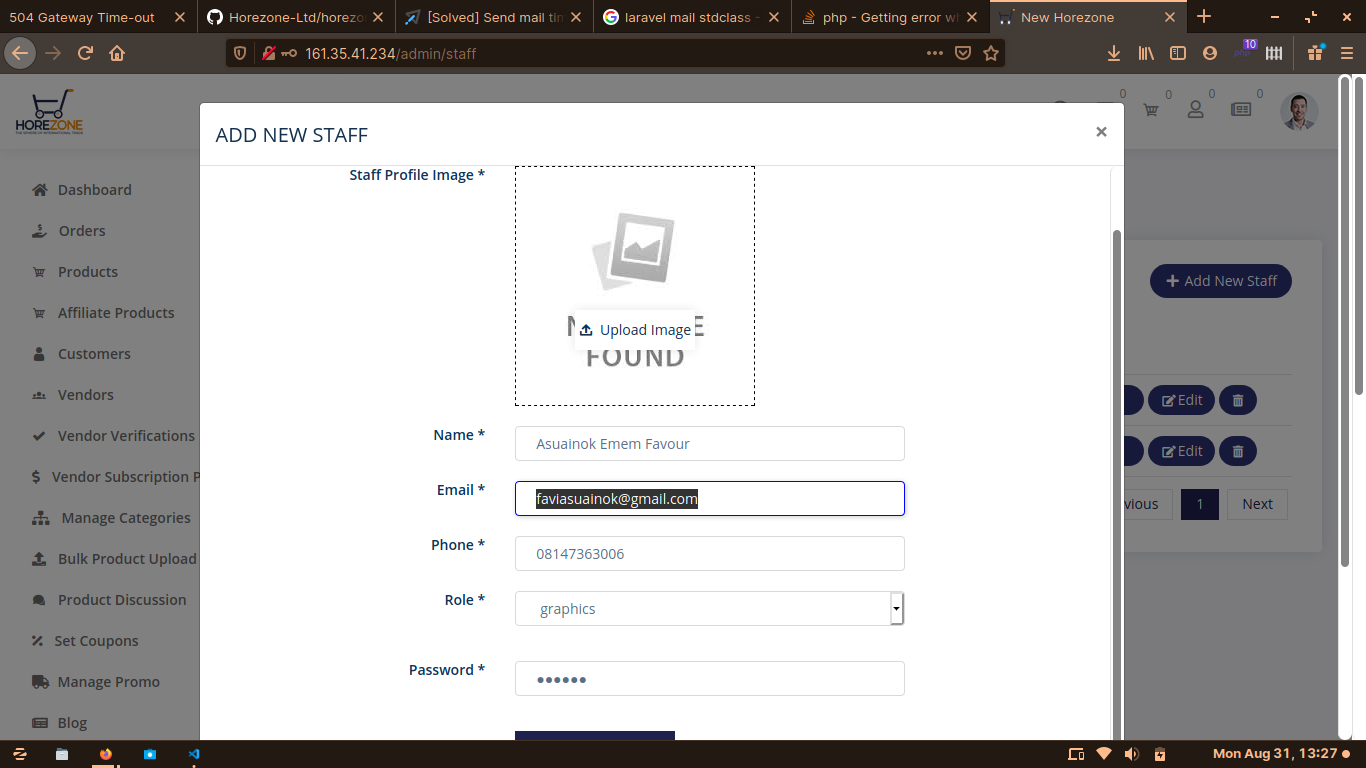 504 Gateway Time-out
Horezone-Ltd/horezo
[Solved] Send mail tim
laravel mail stdclass -
php - Getting error wh
New Horezone
161.35.41.234/admin/staff
10
HOREZONE
0 0 0 0
ADD NEW STAFF
×
Dashboard
Orders
Products
Affiliate Products
Customers
Vendors
Vendor Verifications
Vendor Subscription P
Manage Categories
Bulk Product Upload
Product Discussion
Set Coupons
Manage Promo
Blog
Staff Profile Image *
Upload Image
FOUND
Name *
Asuainok Emem Favour
Email *
faviasuainok@gmail.com
Phone *
08147363006
Role *
graphics
Password *
Add New Staff
Edit
Edit
vious
1
Next
Mon Aug 31, 13:27